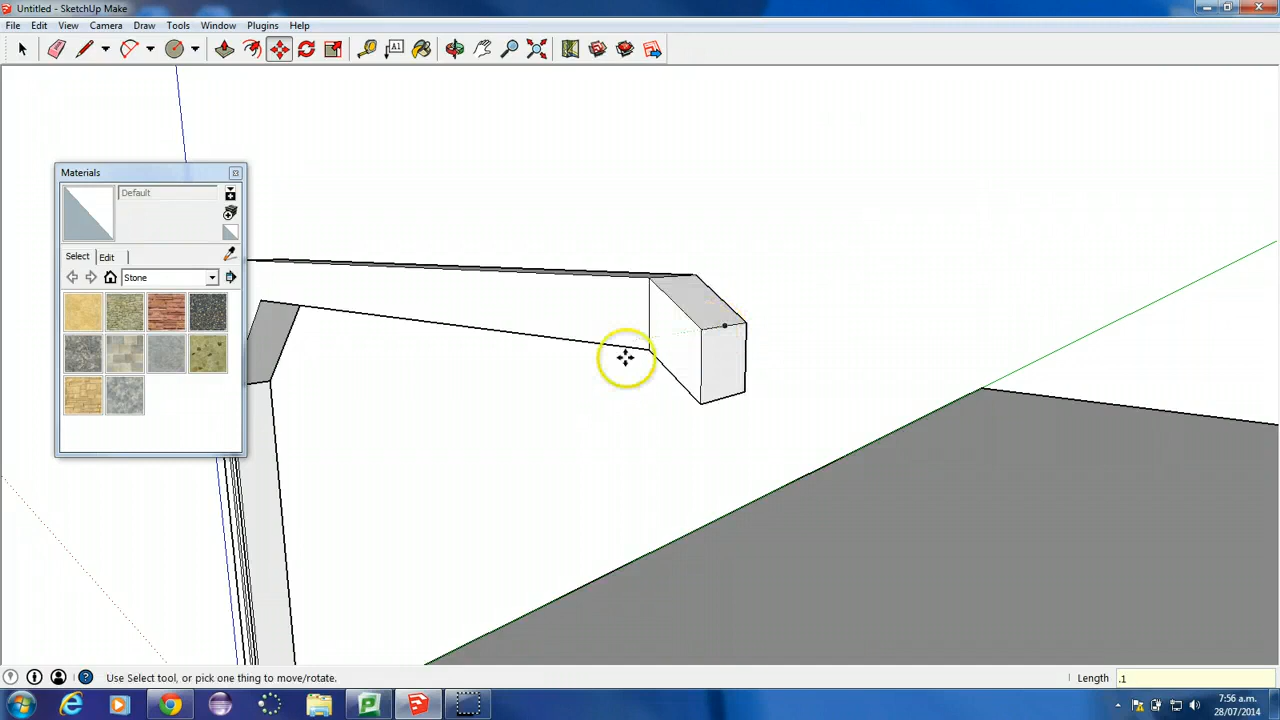 Untitled - SketchUp Make
File Edit View Camera Draw Tools Window Plugins Help
A1
Materials
Default
Select Edit
Stone
Use Select tool, or pick one thing to move/rotate.
Length .1
7:56 a.m.
28/07/2014